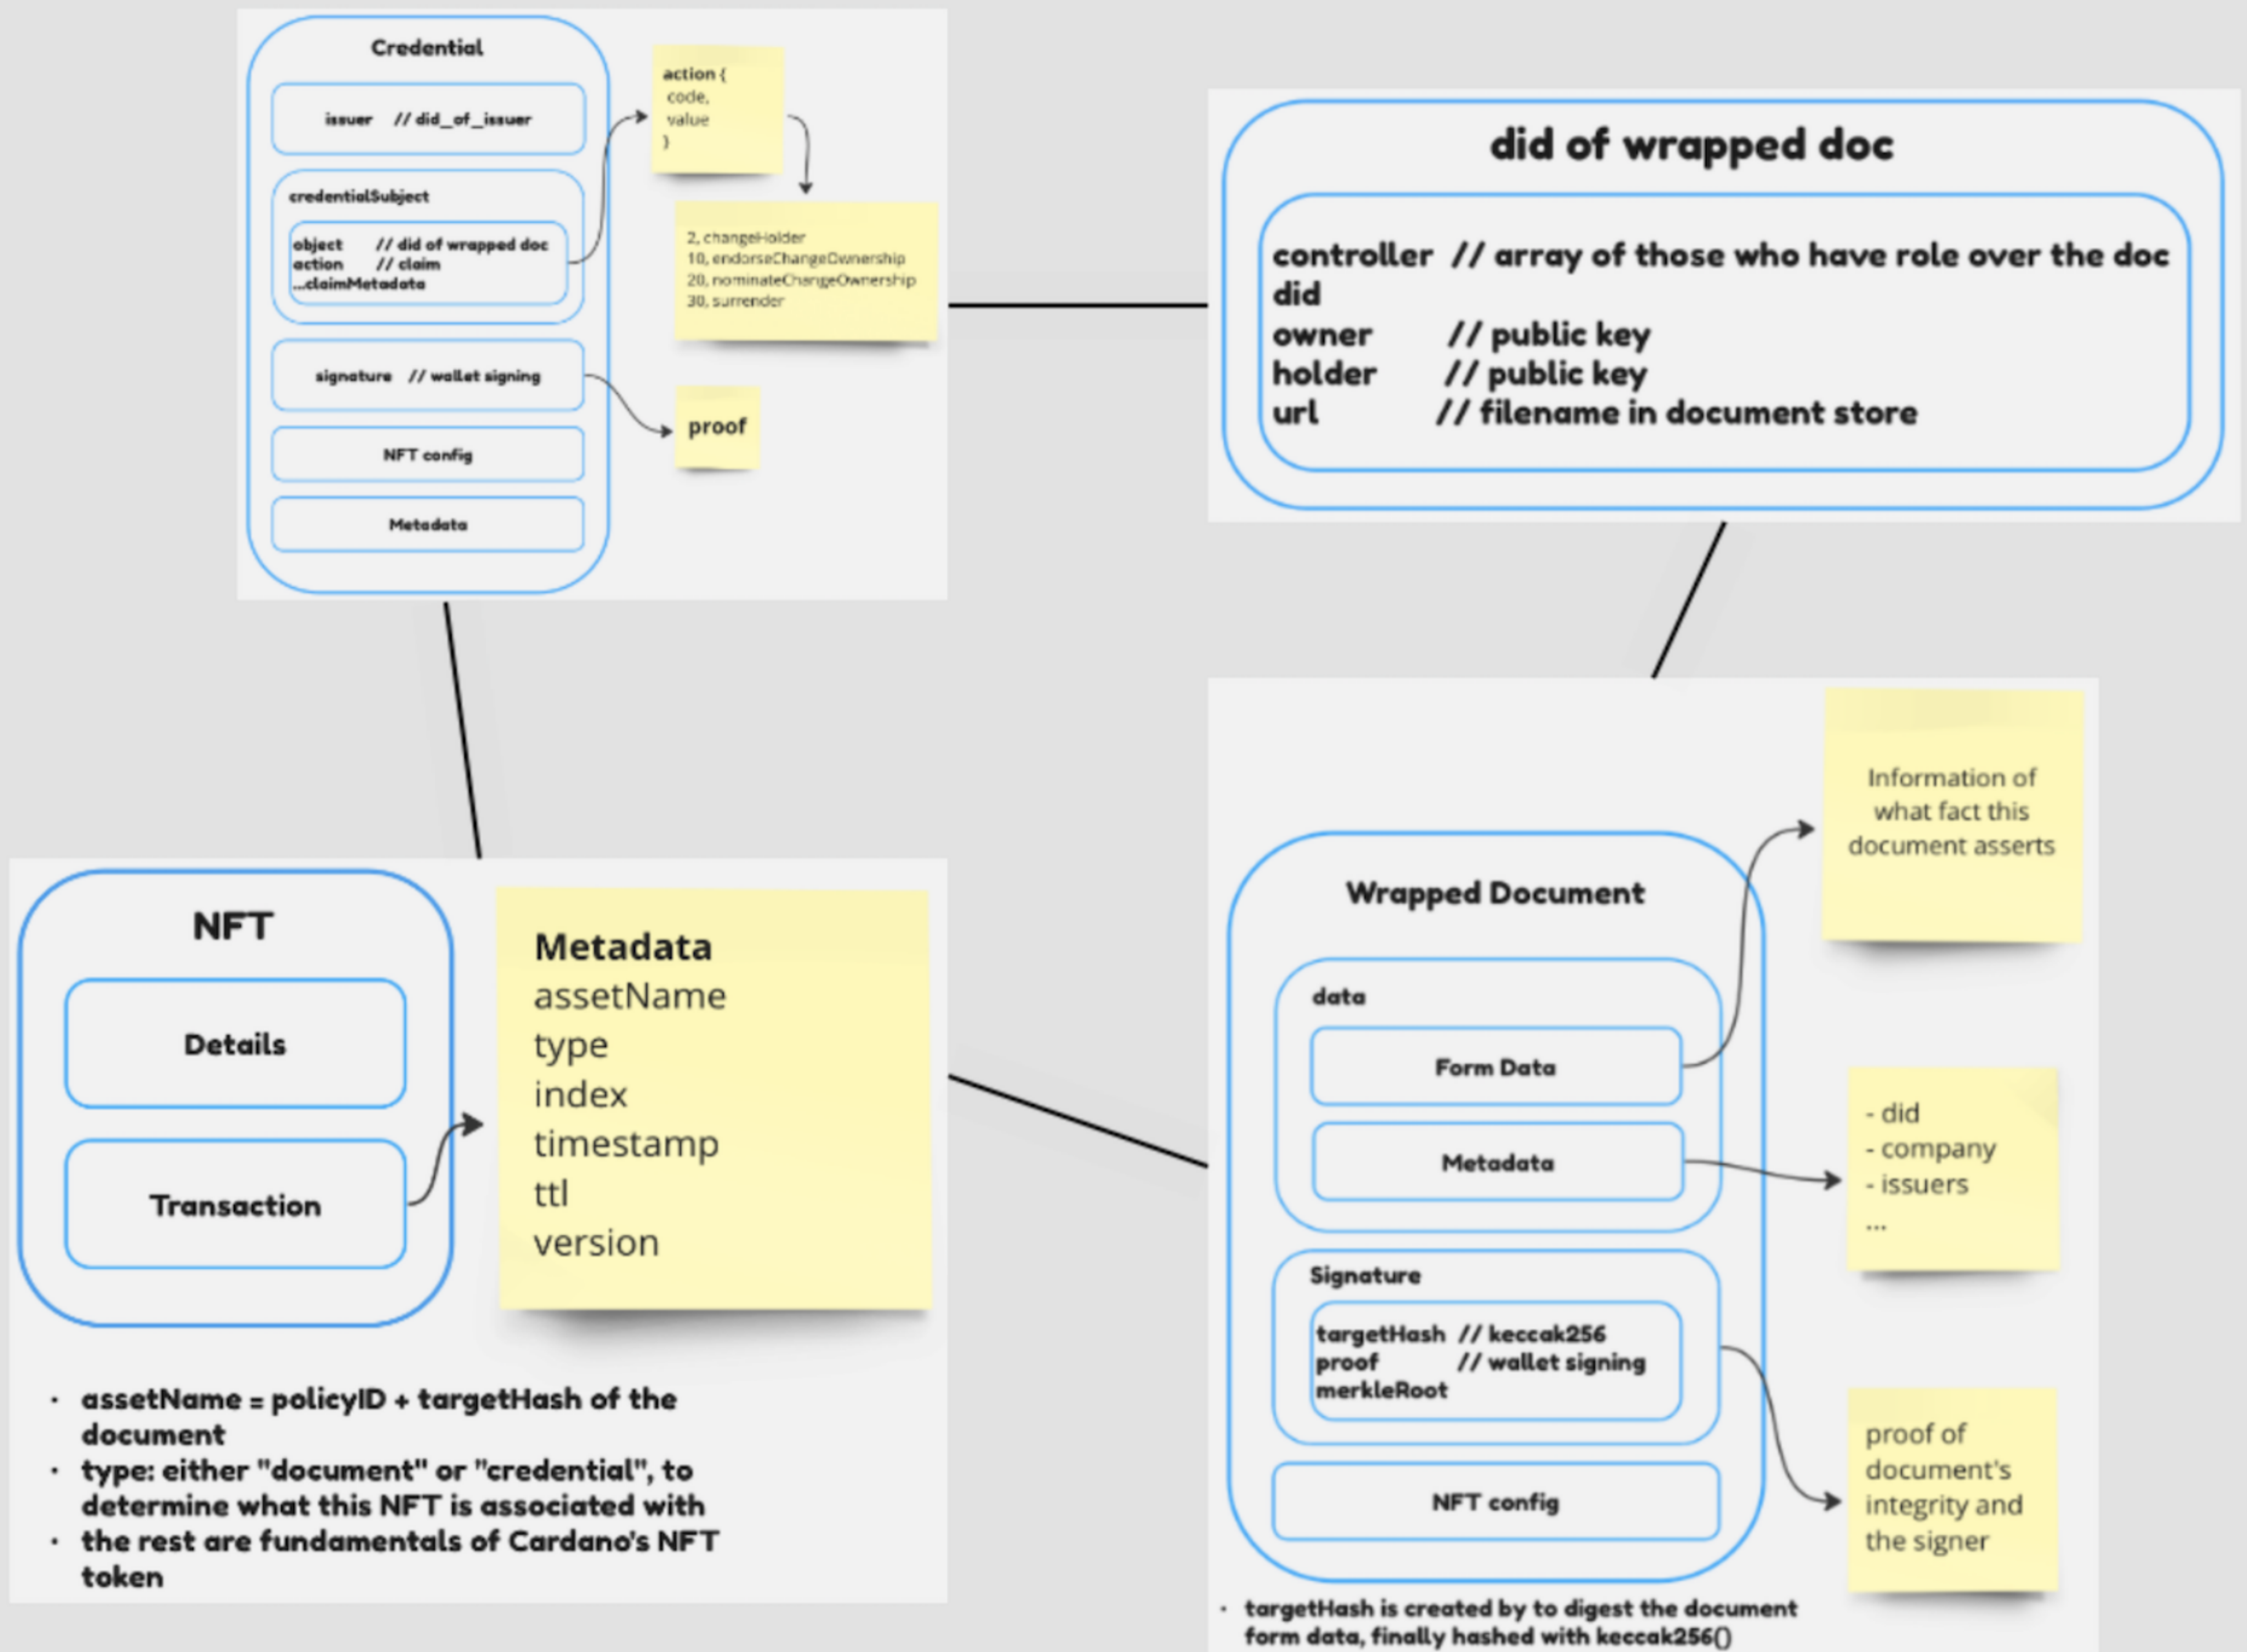 Credential
issuer // did_of_issuer
credentialSubject
object // did of wrapped doc
action // claim
...claimMetadata
signature // wallet signing
NFT config
Metadata
action {
code,
value
}
2, changeHolder
10, endorseChangeOwnership
20, nominateChangeOwnership
30, surrender
proof
did of wrapped doc
controller // array of those who have role over the doc
did
owner // public key
holder // public key
url // filename in document store
NFT
Details
Transaction
Metadata
assetName
type
index
timestamp
ttl
version
· assetName = policyID + targetHash of the
document
· type: either "document" or "credential", to
determine what this NFT is associated with
· the rest are fundamentals of Cardano's NFT
token
Wrapped Document
data
Form Data
Metadata
Signature
targetHash // keccak256
proof // wallet signing
merkleRoot
NFT config
Information of
what fact this
document asserts
- did
- company
- issuers
...
proof of
document's
integrity and
the signer
· targetHash is created by to digest the document
form data, finally hashed with keccak256()